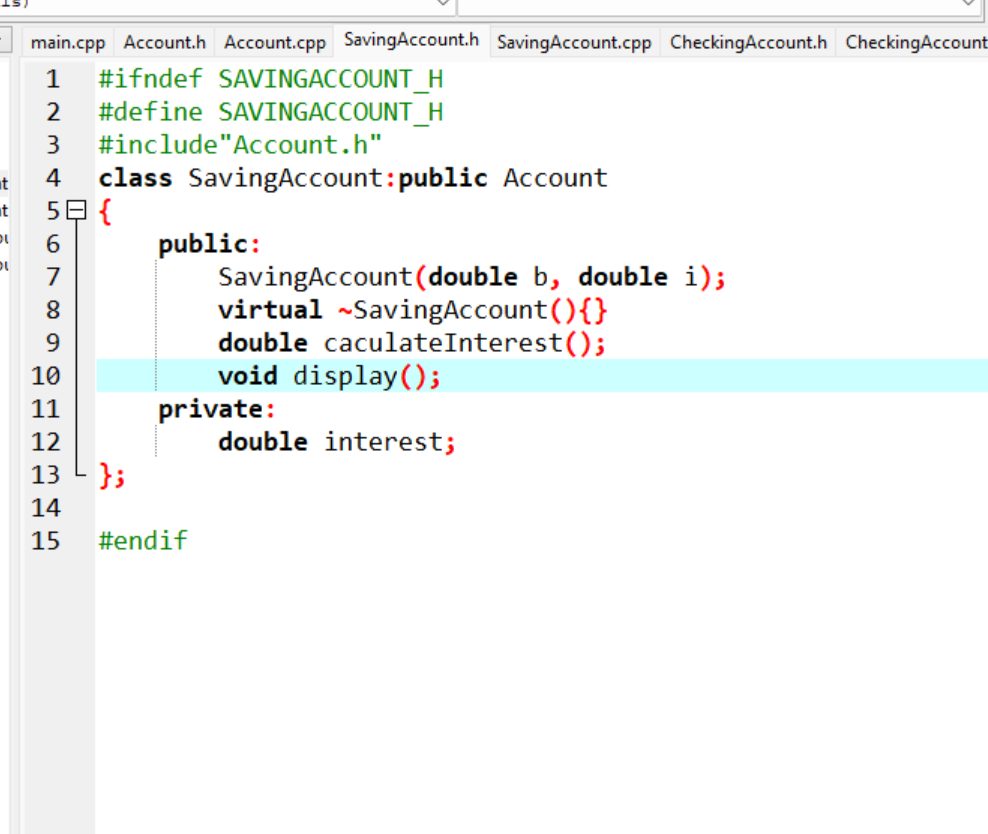 main.cpp Account.h Account.cpp SavingAccount.h SavingAccount.cpp CheckingAccount.h CheckingAccount
1 #ifndef SAVINGACCOUNT_H
2 #define SAVINGACCOUNT_H
3 #include"Account.h"
4 class SavingAccount:public Account
5 {
6 public:
7 SavingAccount(double b, double i);
8 virtual ~SavingAccount(){}
9 double caculateInterest();
10 void display();
11 private:
12 double interest;
13 };
14
15 #endif